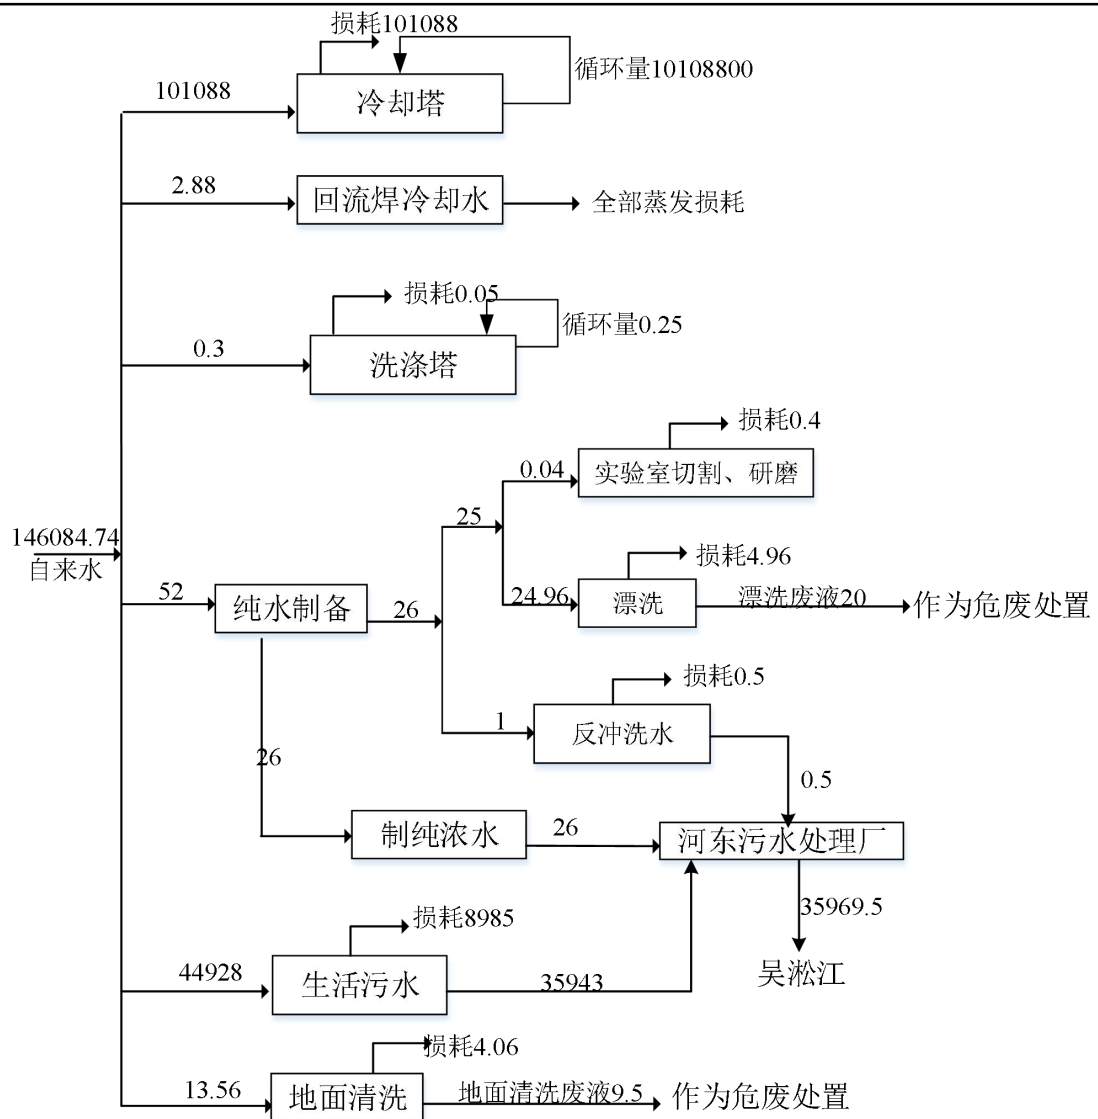 损耗101088
循环量10108800
101088
冷却塔
2.88
回流焊冷却水
全部蒸发损耗
损耗0.05
循环量0.25
0.3
洗涤塔
损耗0.4
0.04
实验室切割、研磨
25
146084.74
自来水
损耗4.96
52
纯水制备
26
24.96
漂洗
漂洗废液20
作为危废处置
损耗0.5
1
反冲洗水
26
0.5
制纯浓水
26
河东污水处理厂
35969.5
吴淞江
损耗8985
44928
生活污水
35943
损耗4.06
13.56
地面清洗
地面清洗废液9.5
作为危废处置